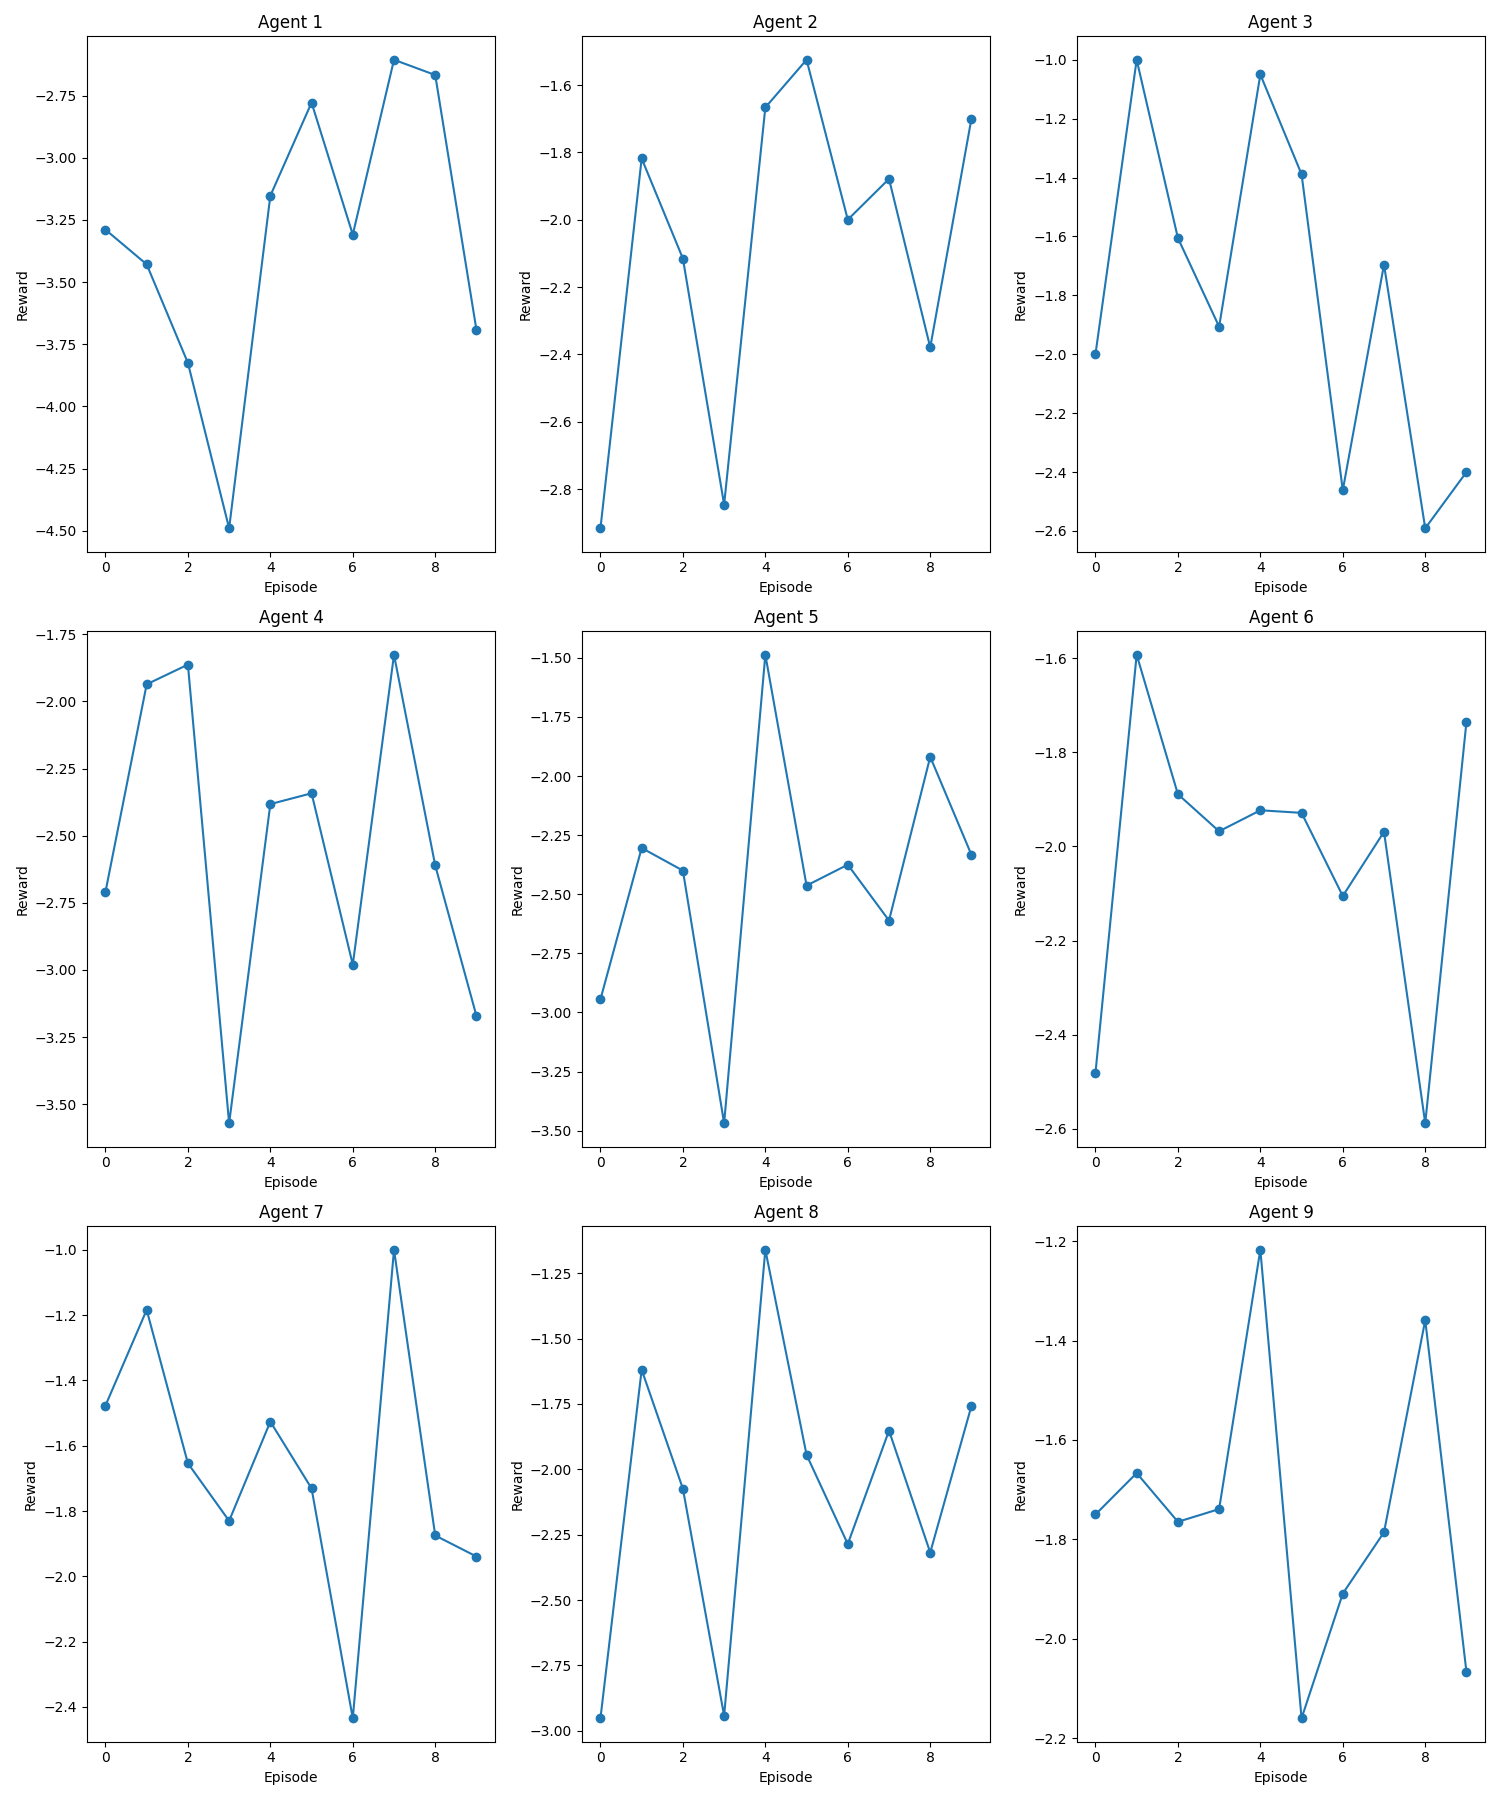 Agent 1
−2.75
−3.00
−3.25
−3.50
−3.75
−4.00
−4.25
−4.50
Reward
0 2 4 6 8
Episode
Agent 2
−1.6
−1.8
−2.0
−2.2
−2.4
−2.6
−2.8
Reward
0 2 4 6 8
Episode
Agent 3
−1.0
−1.2
−1.4
−1.6
−1.8
−2.0
−2.2
−2.4
−2.6
Reward
0 2 4 6 8
Episode
Agent 4
−1.75
−2.00
−2.25
−2.50
−2.75
−3.00
−3.25
−3.50
Reward
0 2 4 6 8
Episode
Agent 5
−1.50
−1.75
−2.00
−2.25
−2.50
−2.75
−3.00
−3.25
−3.50
Reward
0 2 4 6 8
Episode
Agent 6
−1.6
−1.8
−2.0
−2.2
−2.4
−2.6
Reward
0 2 4 6 8
Episode
Agent 7
−1.0
−1.2
−1.4
−1.6
−1.8
−2.0
−2.2
−2.4
Reward
0 2 4 6 8
Episode
Agent 8
−1.25
−1.50
−1.75
−2.00
−2.25
−2.50
−2.75
−3.00
Reward
0 2 4 6 8
Episode
Agent 9
−1.2
−1.4
−1.6
−1.8
−2.0
−2.2
Reward
0 2 4 6 8
Episode